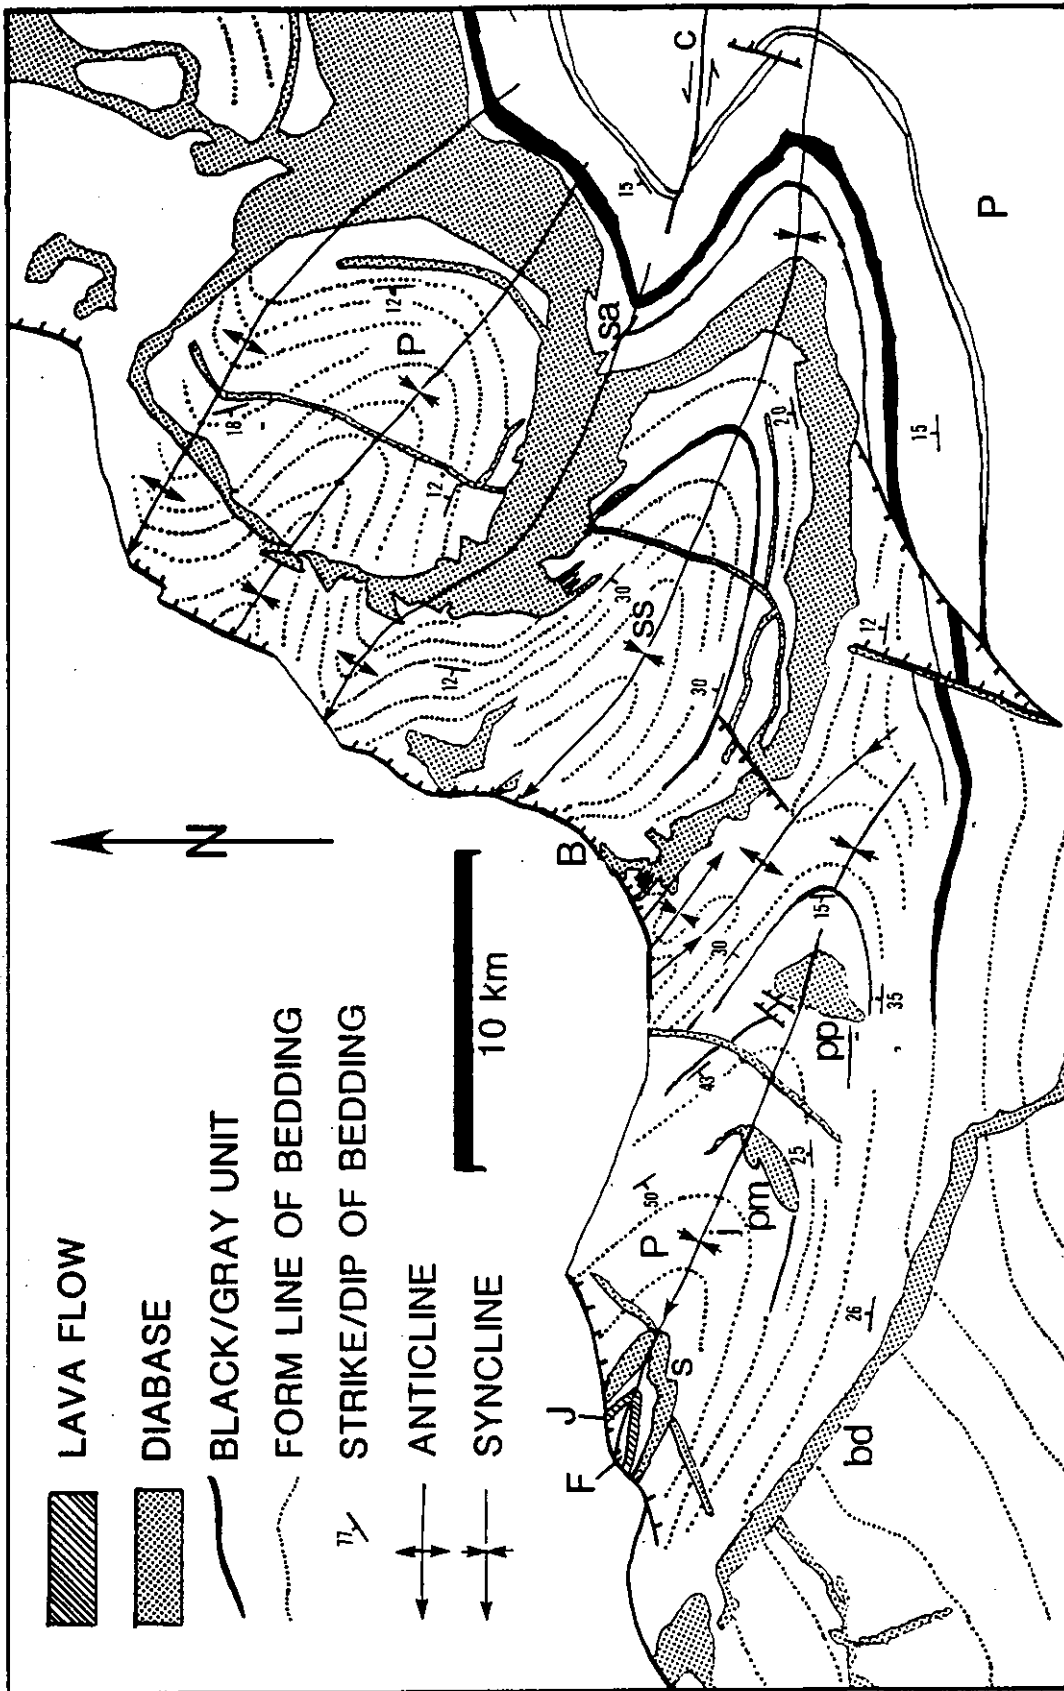 LAVA FLOW
DIABASE
BLACK/GRAY UNIT
FORM LINE OF BEDDING
77
STRIKE/DIP OF BEDDING
ANTICLINE
SYNCLINE
N
10 km
J
F
S
P
j
pm
pp
bd
B
ss
sa
P
P
c
50
43
25
26
30
15
35
30
30
12
12
18
12
20
12
15
15